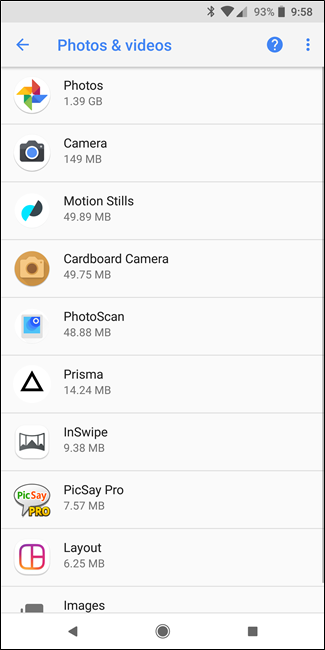 93% 9:58
Photos & videos ?
Photos
1.39 GB
Camera
149 MB
Motion Stills
49.89 MB
Cardboard Camera
49.75 MB
PhotoScan
48.88 MB
Prisma
14.24 MB
InSwipe
9.38 MB
PicSay
PRO
PicSay Pro
7.57 MB
Layout
6.25 MB
Images